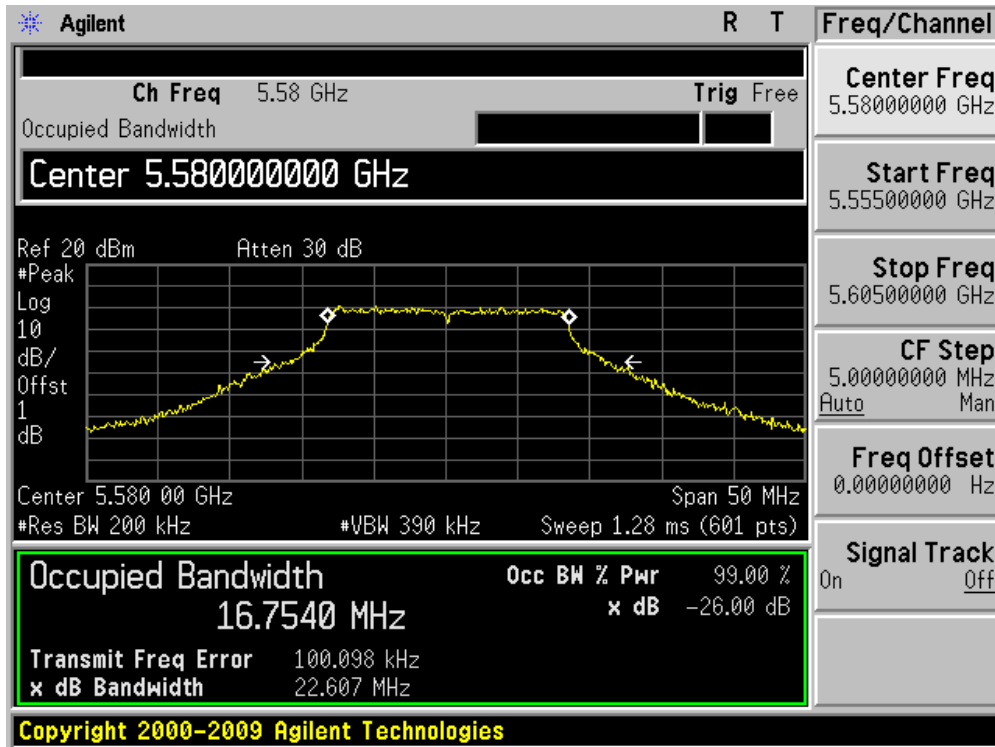 Agilent R T
Freq/Channel
Ch Freq 5.58 GHz Trig Free
Occupied Bandwidth
Center 5.580000000 GHz
Ref 20 dBm Atten 30 dB
#Peak
Log
10
dB/
Offst
1
dB
Center 5.580 00 GHz Span 50 MHz
#Res BW 200 kHz #VBW 390 kHz Sweep 1.28 ms (601 pts)
Occupied Bandwidth
16.7540 MHz
Occ BW % Pwr 99.00 %
x dB -26.00 dB
Transmit Freq Error 100.098 kHz
x dB Bandwidth 22.607 MHz
Center Freq
5.58000000 GHz
Start Freq
5.55500000 GHz
Stop Freq
5.60500000 GHz
CF Step
5.00000000 MHz
Auto Man
Freq Offset
0.00000000 Hz
Signal Track
On Off
Copyright 2000-2009 Agilent Technologies